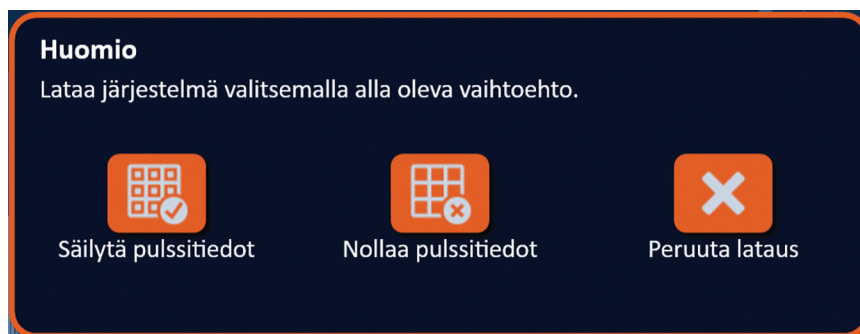 Huomio
Lataa järjestelmä valitsemalla alla oleva vaihtoehto.
Säilytä pulssitiedot
Nollaa pulssitiedot
Peruuta lataus